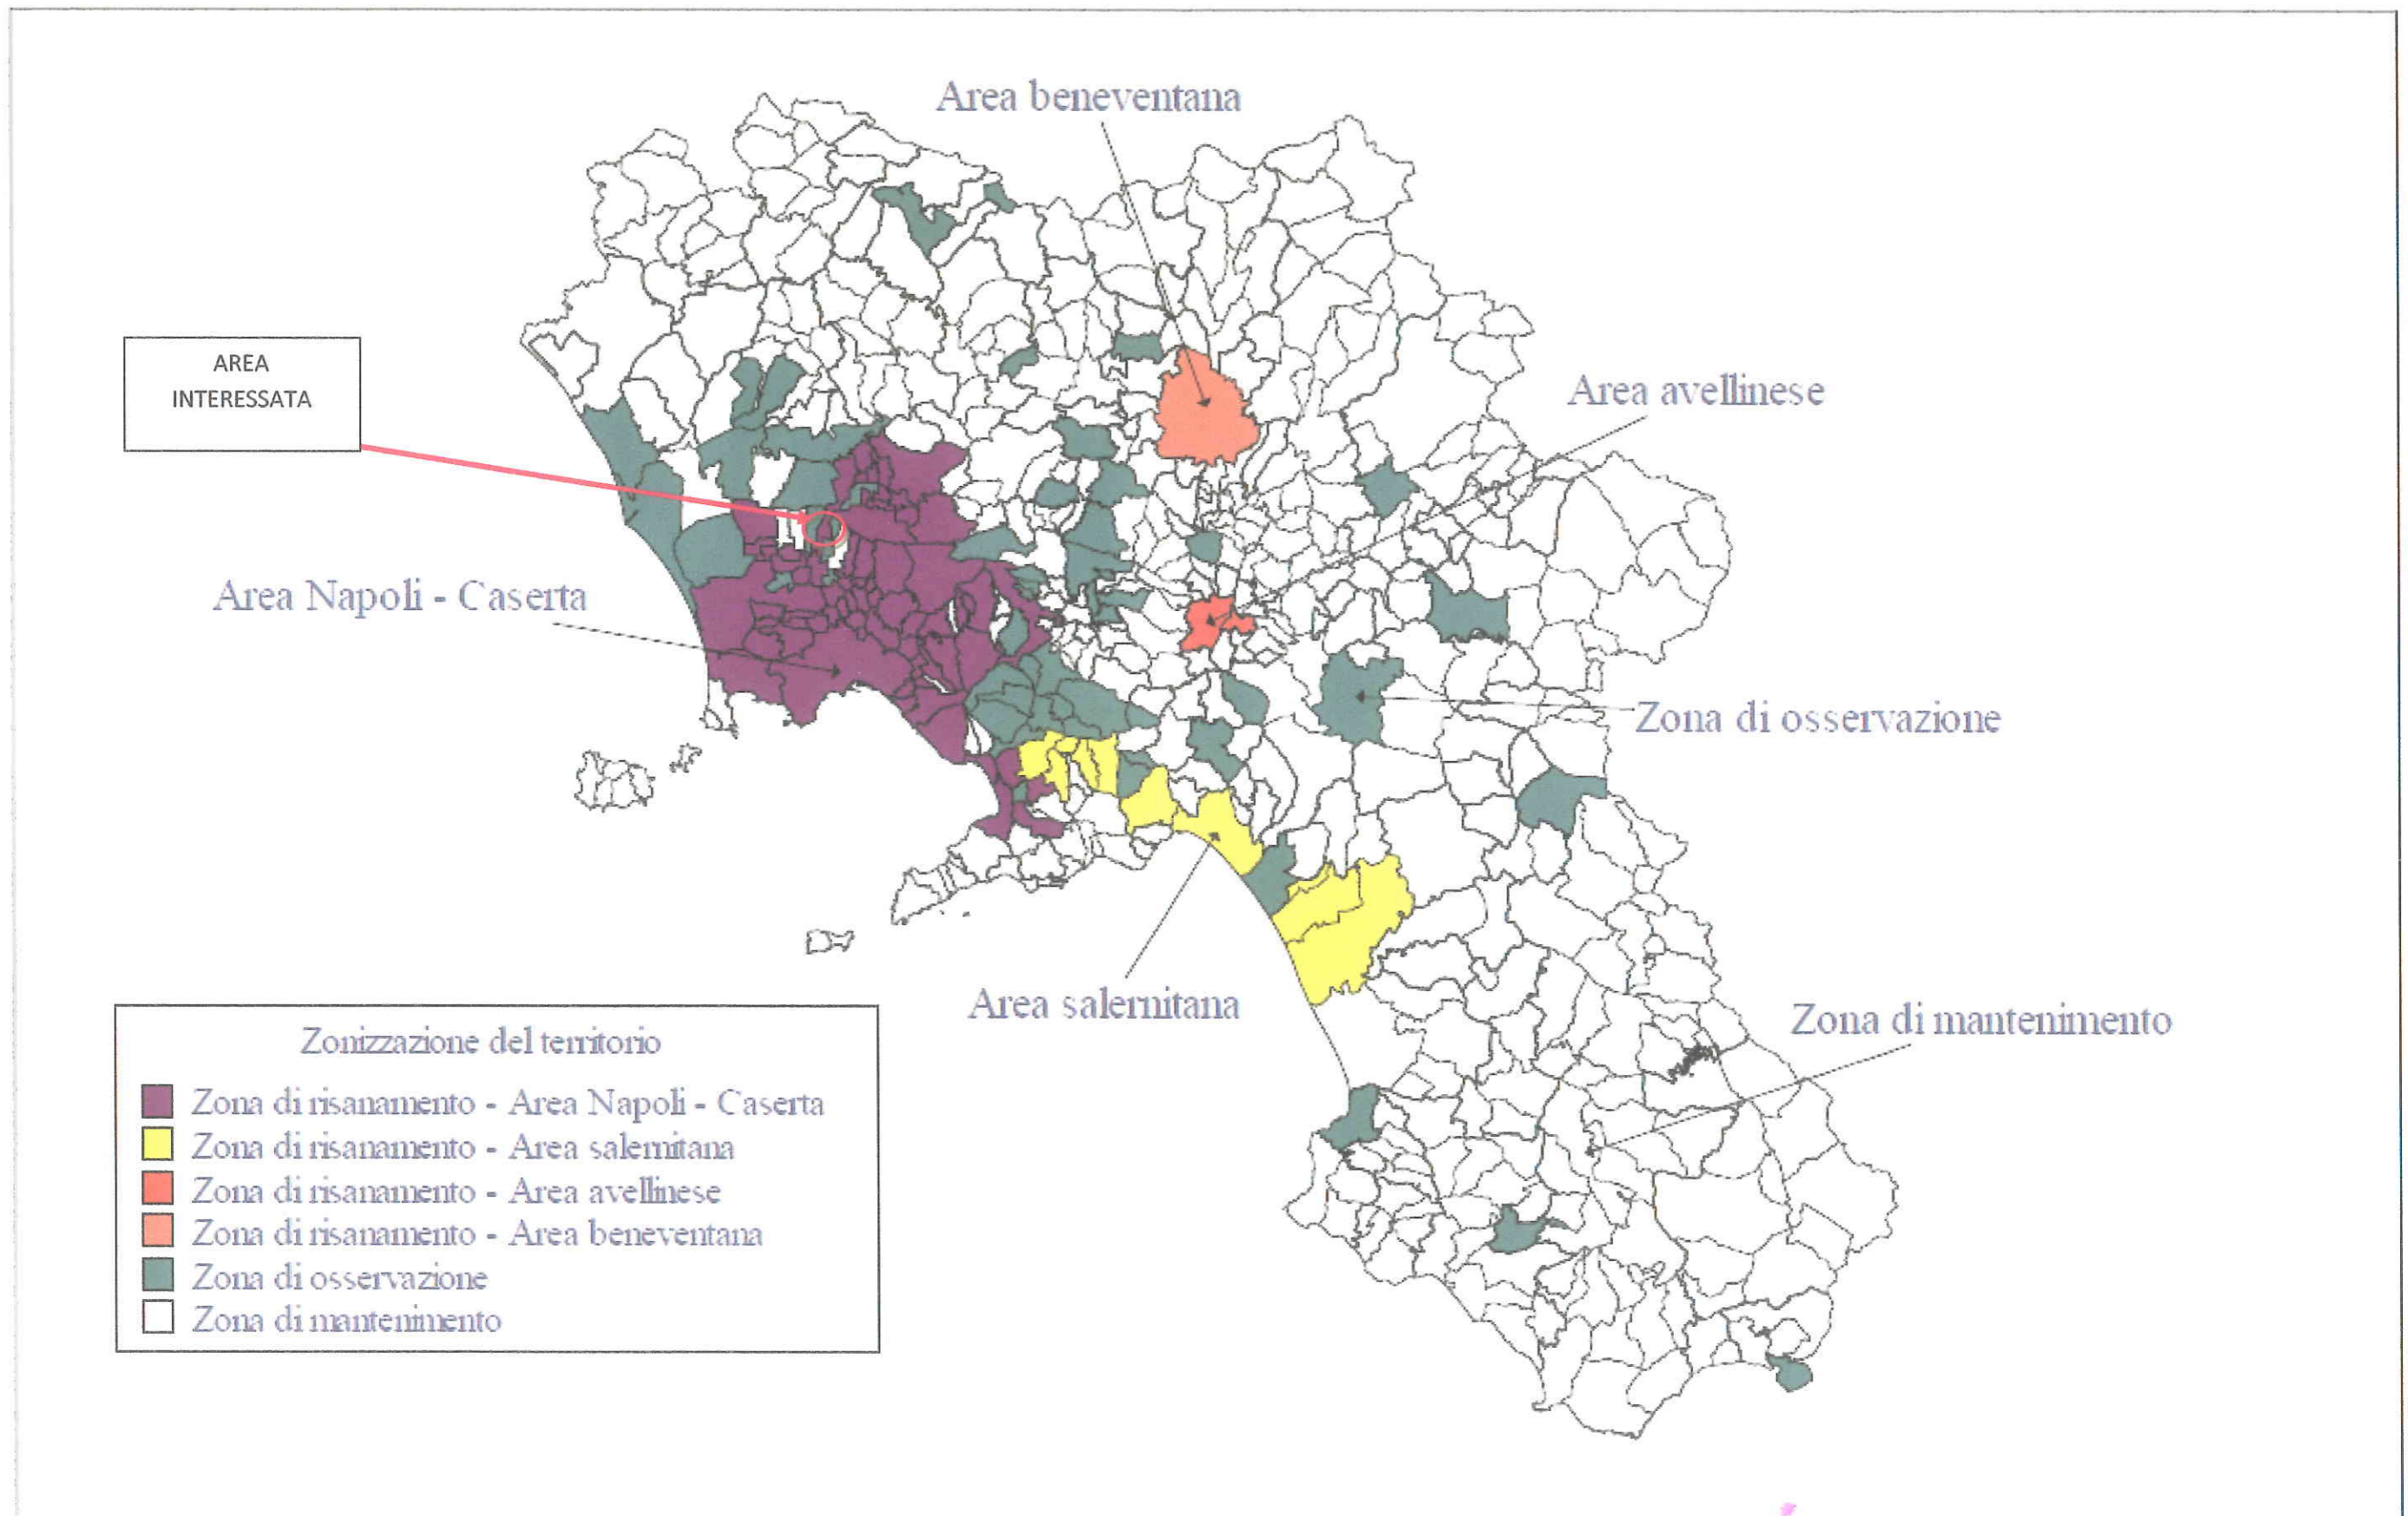 Area beneventana
AREA
INTERESSATA
Area avellinese
Area Napoli - Caserta
Zona di osservazione
Area salernitana
Zona di mantenimento
Zonizzazione del territorio
Zona di risanamento - Area Napoli - Caserta
Zona di risanamento - Area salernitana
Zona di risanamento - Area avellinese
Zona di risanamento - Area beneventana
Zona di osservazione
Zona di mantenimento